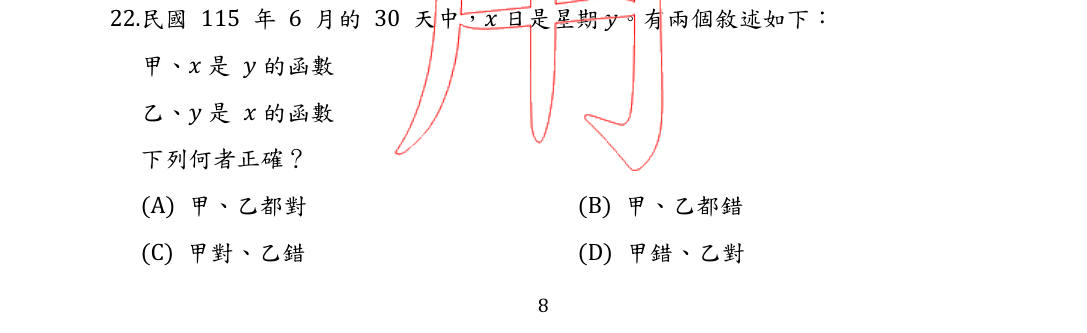 22.民國 115 年 6 月的 30 天中，x 日是星期 y。有兩個敘述如下：
甲、x 是 y 的函數
乙、y 是 x 的函數
下列何者正確？
(A) 甲、乙都對 (B) 甲、乙都錯
(C) 甲對、乙錯 (D) 甲錯、乙對
8